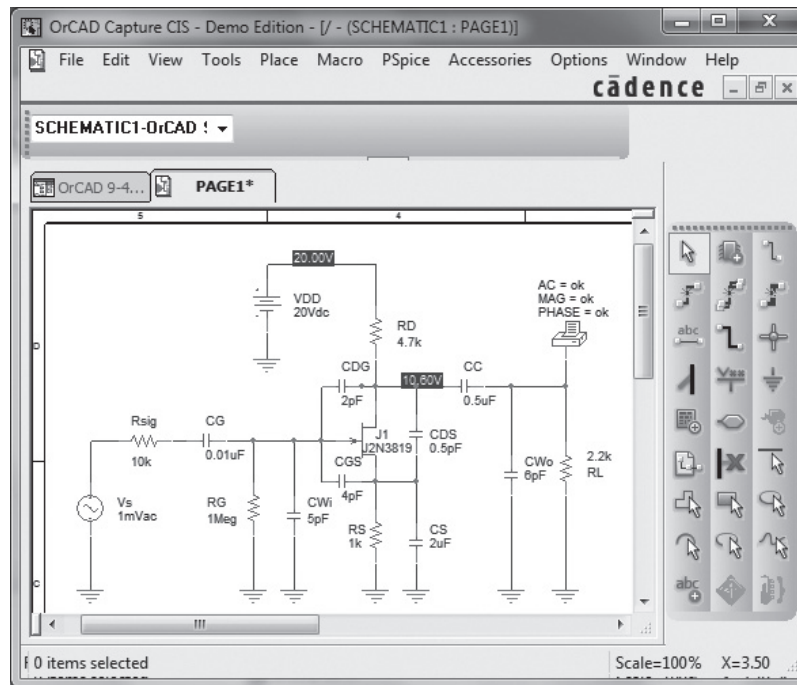 OrCAD Capture CIS - Demo Edition - [/ - (SCHEMATIC1 : PAGE1)]
File Edit View Tools Place Macro PSpice Accessories Options Window Help
cādence
SCHEMATIC1-OrCAD
OrCAD 9-4... PAGE1*
5 4
20.00V
VDD
20Vdc
RD
4.7k
AC = ok
MAG = ok
PHASE = ok
CDG
2pF
10.60V
CC
0.5uF
Rsig
10k
CG
0.01uF
J1
J2N3819
CDS
0.5pF
CGS
4pF
CWo
6pF
2.2k
RL
Vs
1mVac
RG
1Meg
CWi
5pF
RS
1k
CS
2uF
D
C
abc
abc
0 items selected Scale=100% X=3.50